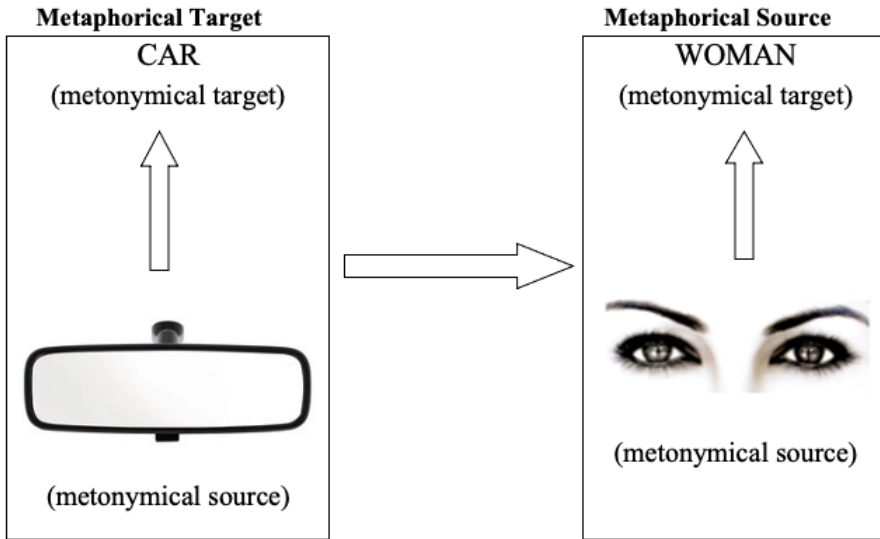 Metaphorical Target
CAR
(metonymical target)
(metonymical source)
Metaphorical Source
WOMAN
(metonymical target)
(metonymical source)